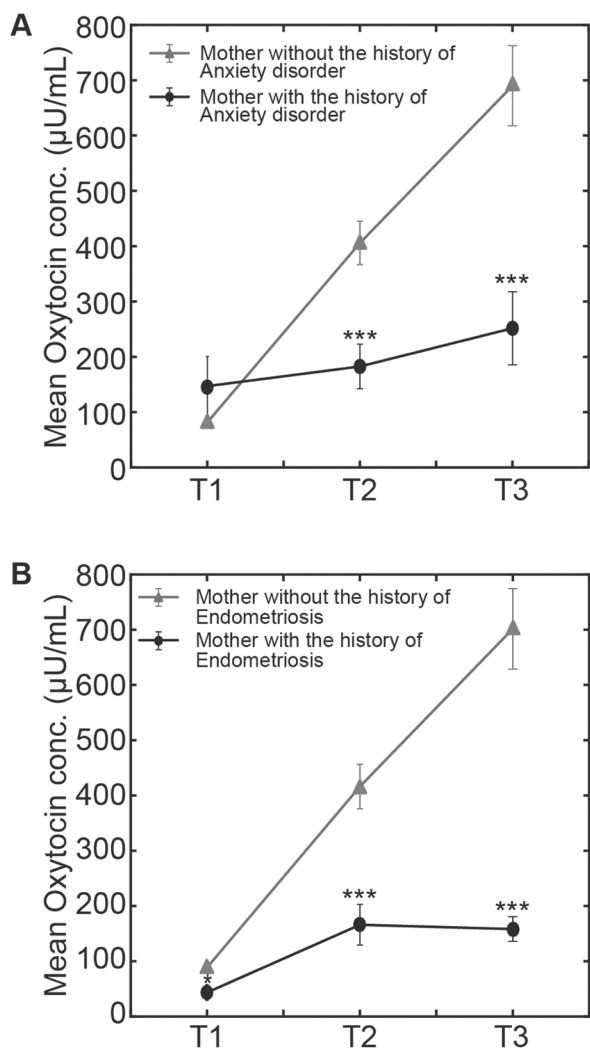 A
Mean Oxytocin conc. (µU/mL)
800
700
600
500
400
300
200
100
0
Mother without the history of
Anxiety disorder
Mother with the history of
Anxiety disorder
***
***
T1 T2 T3
B
Mean Oxytocin conc. (µU/mL)
800
700
600
500
400
300
200
100
0
Mother without the history of
Endometriosis
Mother with the history of
Endometriosis
***
***
*
T1 T2 T3